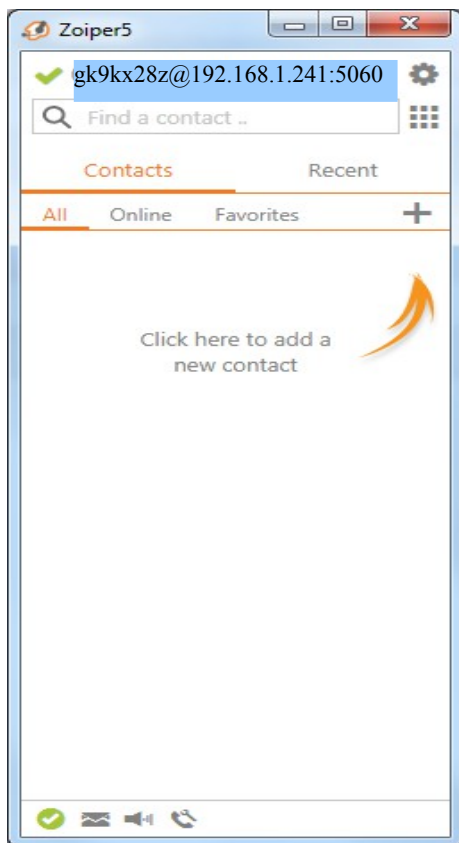 Zoiper5
gk9kx28z@192.168.1.241:5060
Find a contact ..
Contacts Recent
All Online Favorites
Click here to add a
new contact